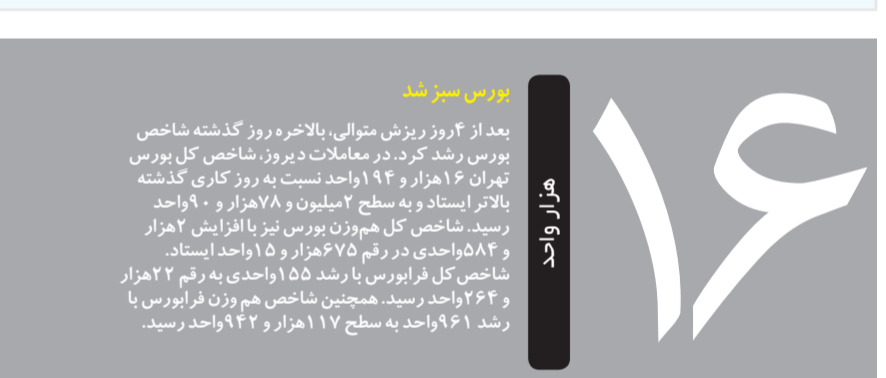 ۱۶
هزار واحد
بورس سبز شد
بعد از ۴روز ریزش متوالی، بالاخره روز گذشته شاخص
بورس رشد کرد. در معاملات دیروز، شاخص کل بورس
تهران ۱۶هزار و ۱۹۴واحد نسبت به روز کاری گذشته
بالاتر ایستاد و به سطح ۲میلیون و ۷۸هزار و ۹۰واحد
رسید. شاخص کل هم‌وزن بورس نیز با افزایش ۲هزار
و ۵۸۴واحدی در رقم ۶۷۵هزار و ۱۵واحد ایستاد.
شاخص کل فرابورس با رشد ۱۵۵واحدی به رقم ۲۲هزار
و ۲۶۴واحد رسید. همچنین شاخص هم وزن فرابورس با
رشد ۹۶۱واحد به سطح ۱۱۷هزار و ۹۴۲واحد رسید.